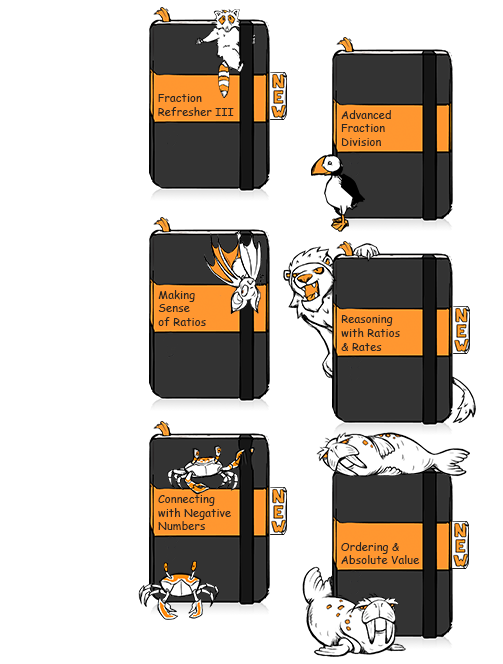 Fraction
Refresher III
NEW
Advanced
Fraction
Division
Making
Sense
of Ratios
Reasoning
with Ratios
& Rates
NEW
Connecting
with Negative
Numbers
NEW
Ordering &
Absolute Value
NEW